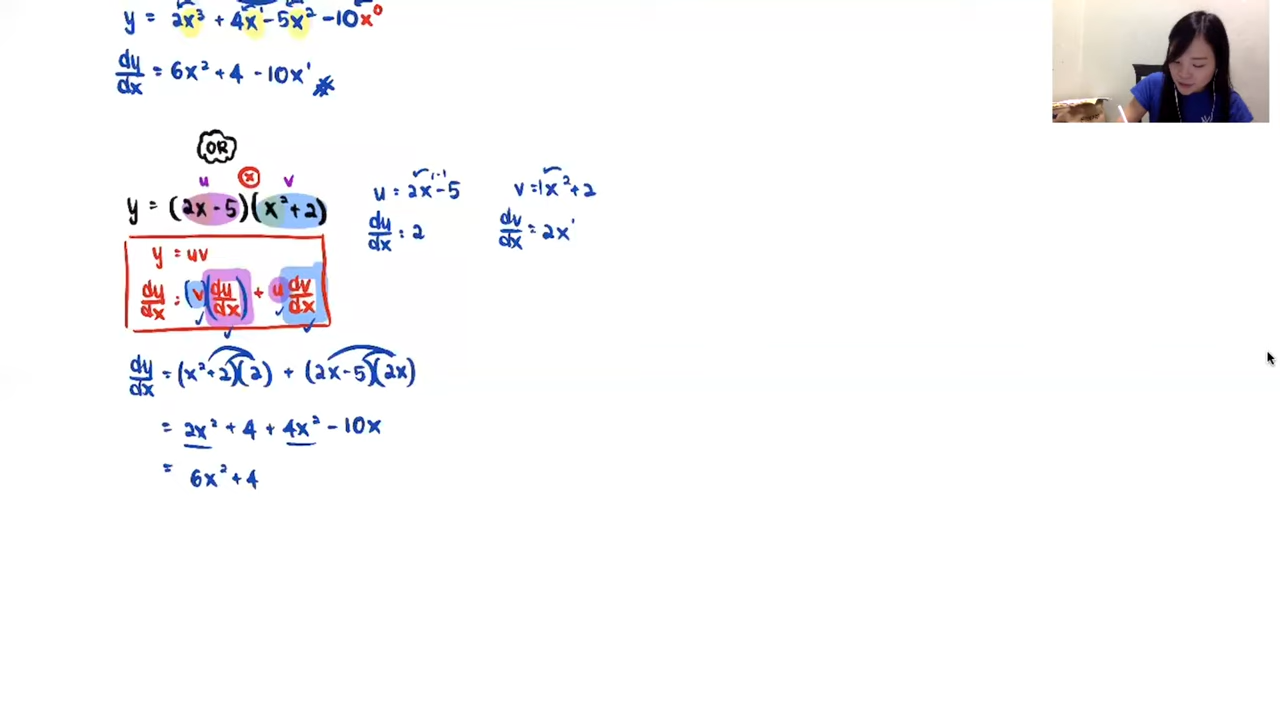 y = 2x³ + 4x¹ - 5x² - 10x⁰
dy/dx = 6x² + 4 - 10x¹
OR
u x v
y = (2x - 5)(x² + 2)
u = 2x¹ - 5
v = 1x² + 2
du/dx = 2
dv/dx = 2x¹
y = uv
dy/dx = (v)(du/dx) + u dv/dx
dy/dx = (x² + 2)(2) + (2x - 5)(2x)
= 2x² + 4 + 4x² - 10x
= 6x² + 4